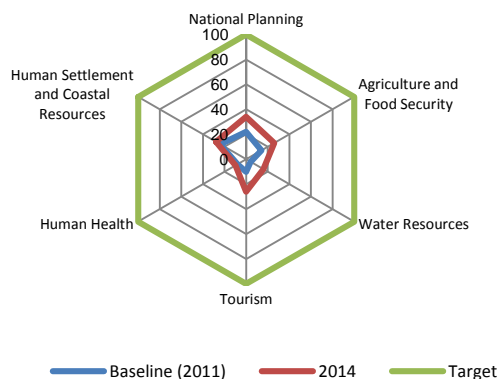 National Planning
100
80
60
40
20
0
Human Settlement
and Coastal
Resources
Agriculture and
Food Security
Human Health
Water Resources
Tourism
Baseline (2011)
2014
Target